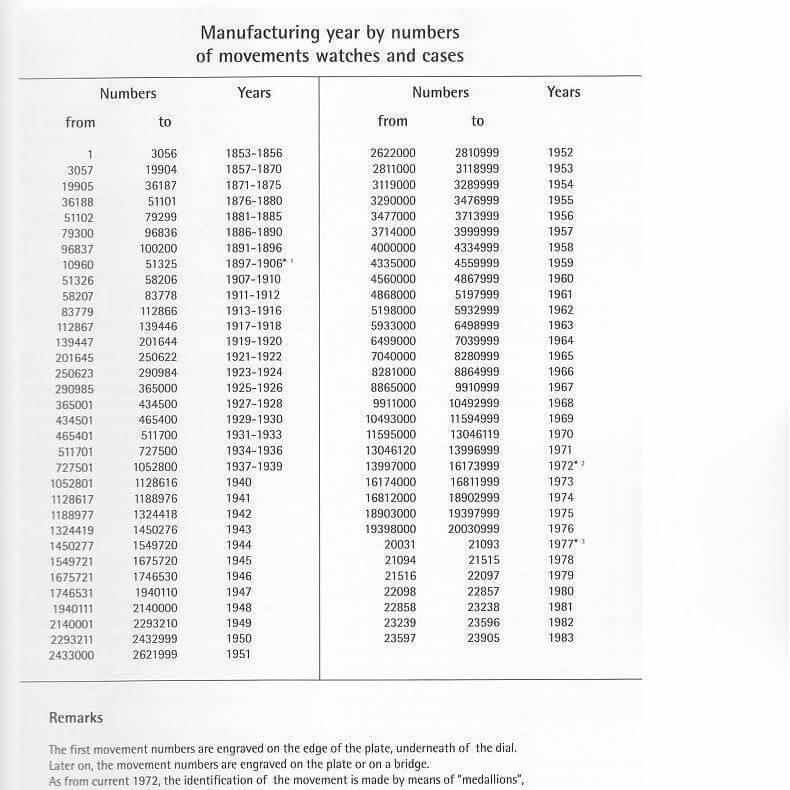 Manufacturing year by numbers
of movements watches and cases
Numbers Years Numbers Years
from to from to
1 3056 1853-1856 2622000 2810999 1952
3057 19904 1857-1870 2811000 3118999 1953
19905 36187 1871-1875 3119000 3289999 1954
36188 51101 1876-1880 3290000 3476999 1955
51102 79299 1881-1885 3477000 3713999 1956
79300 96836 1886-1890 3714000 3999999 1957
96837 100200 1891-1896 4000000 4334999 1958
10960 51325 1897-1906* ¹ 4335000 4559999 1959
51326 58206 1907-1910 4560000 4867999 1960
58207 83778 1911-1912 4868000 5197999 1961
83779 112866 1913-1916 5198000 5932999 1962
112867 139446 1917-1918 5933000 6498999 1963
139447 201644 1919-1920 6499000 7039999 1964
201645 250622 1921-1922 7040000 8280999 1965
250623 290984 1923-1924 8281000 8864999 1966
290985 365000 1925-1926 8865000 9910999 1967
365001 434500 1927-1928 9911000 10492999 1968
434501 465400 1929-1930 10493000 11594999 1969
465401 511700 1931-1933 11595000 13046119 1970
511701 727500 1934-1936 13046120 13996999 1971
727501 1052800 1937-1939 13997000 16173999 1972* ²
1052801 1128616 1940 16174000 16811999 1973
1128617 1188976 1941 16812000 18902999 1974
1188977 1324418 1942 18903000 19397999 1975
1324419 1450276 1943 19398000 20030999 1976
1450277 1549720 1944 20031 21093 1977* ³
1549721 1675720 1945 21094 21515 1978
1675721 1746530 1946 21516 22097 1979
1746531 1940110 1947 22098 22857 1980
1940111 2140000 1948 22858 23238 1981
2140001 2293210 1949 23239 23596 1982
2293211 2432999 1950 23597 23905 1983
2433000 2621999 1951
Remarks
The first movement numbers are engraved on the edge of the plate, underneath of the dial.
Later on, the movement numbers are engraved on the plate or on a bridge.
As from current 1972, the identification of the movement is made by means of "medallions",